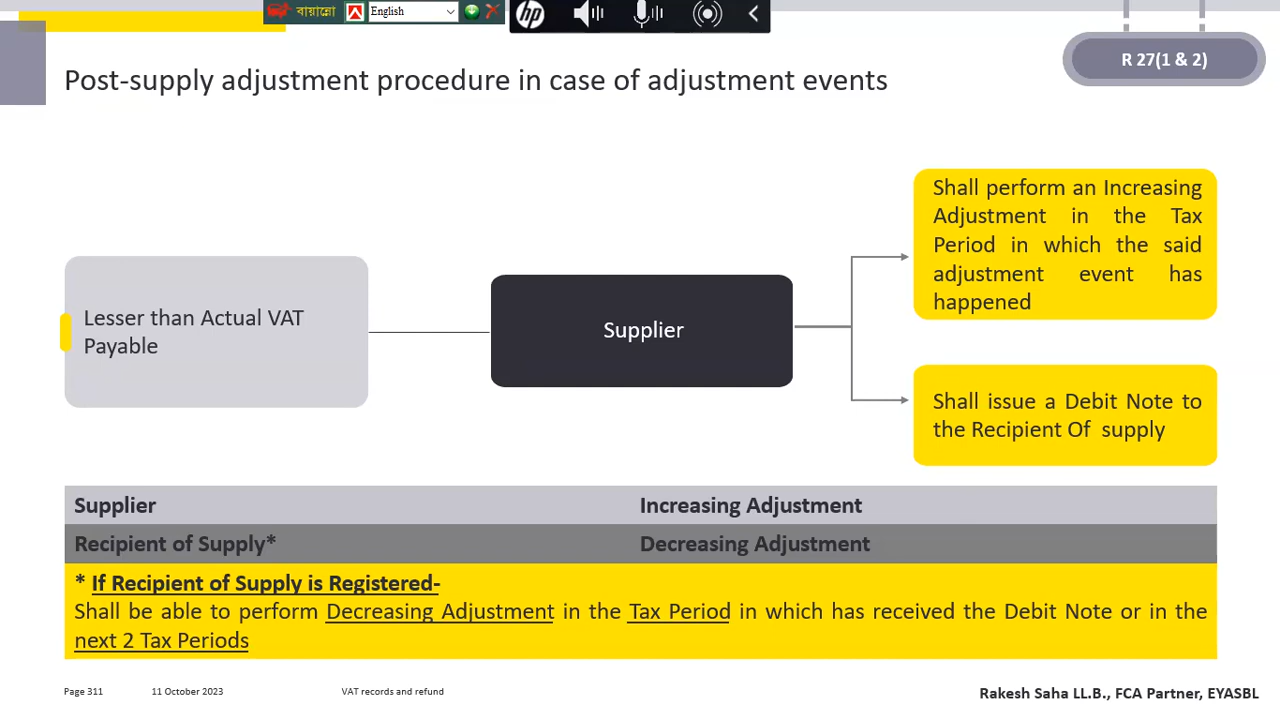 বায়ান্নো
English
hp
R 27(1 & 2)
Post-supply adjustment procedure in case of adjustment events
Lesser than Actual VAT
Payable
Supplier
Shall perform an Increasing
Adjustment in the Tax
Period in which the said
adjustment event has
happened
Shall issue a Debit Note to
the Recipient Of supply
Supplier Increasing Adjustment
Recipient of Supply* Decreasing Adjustment
* If Recipient of Supply is Registered-
Shall be able to perform Decreasing Adjustment in the Tax Period in which has received the Debit Note or in the
next 2 Tax Periods
Page 311 11 October 2023 VAT records and refund Rakesh Saha LL.B., FCA Partner, EYASBL